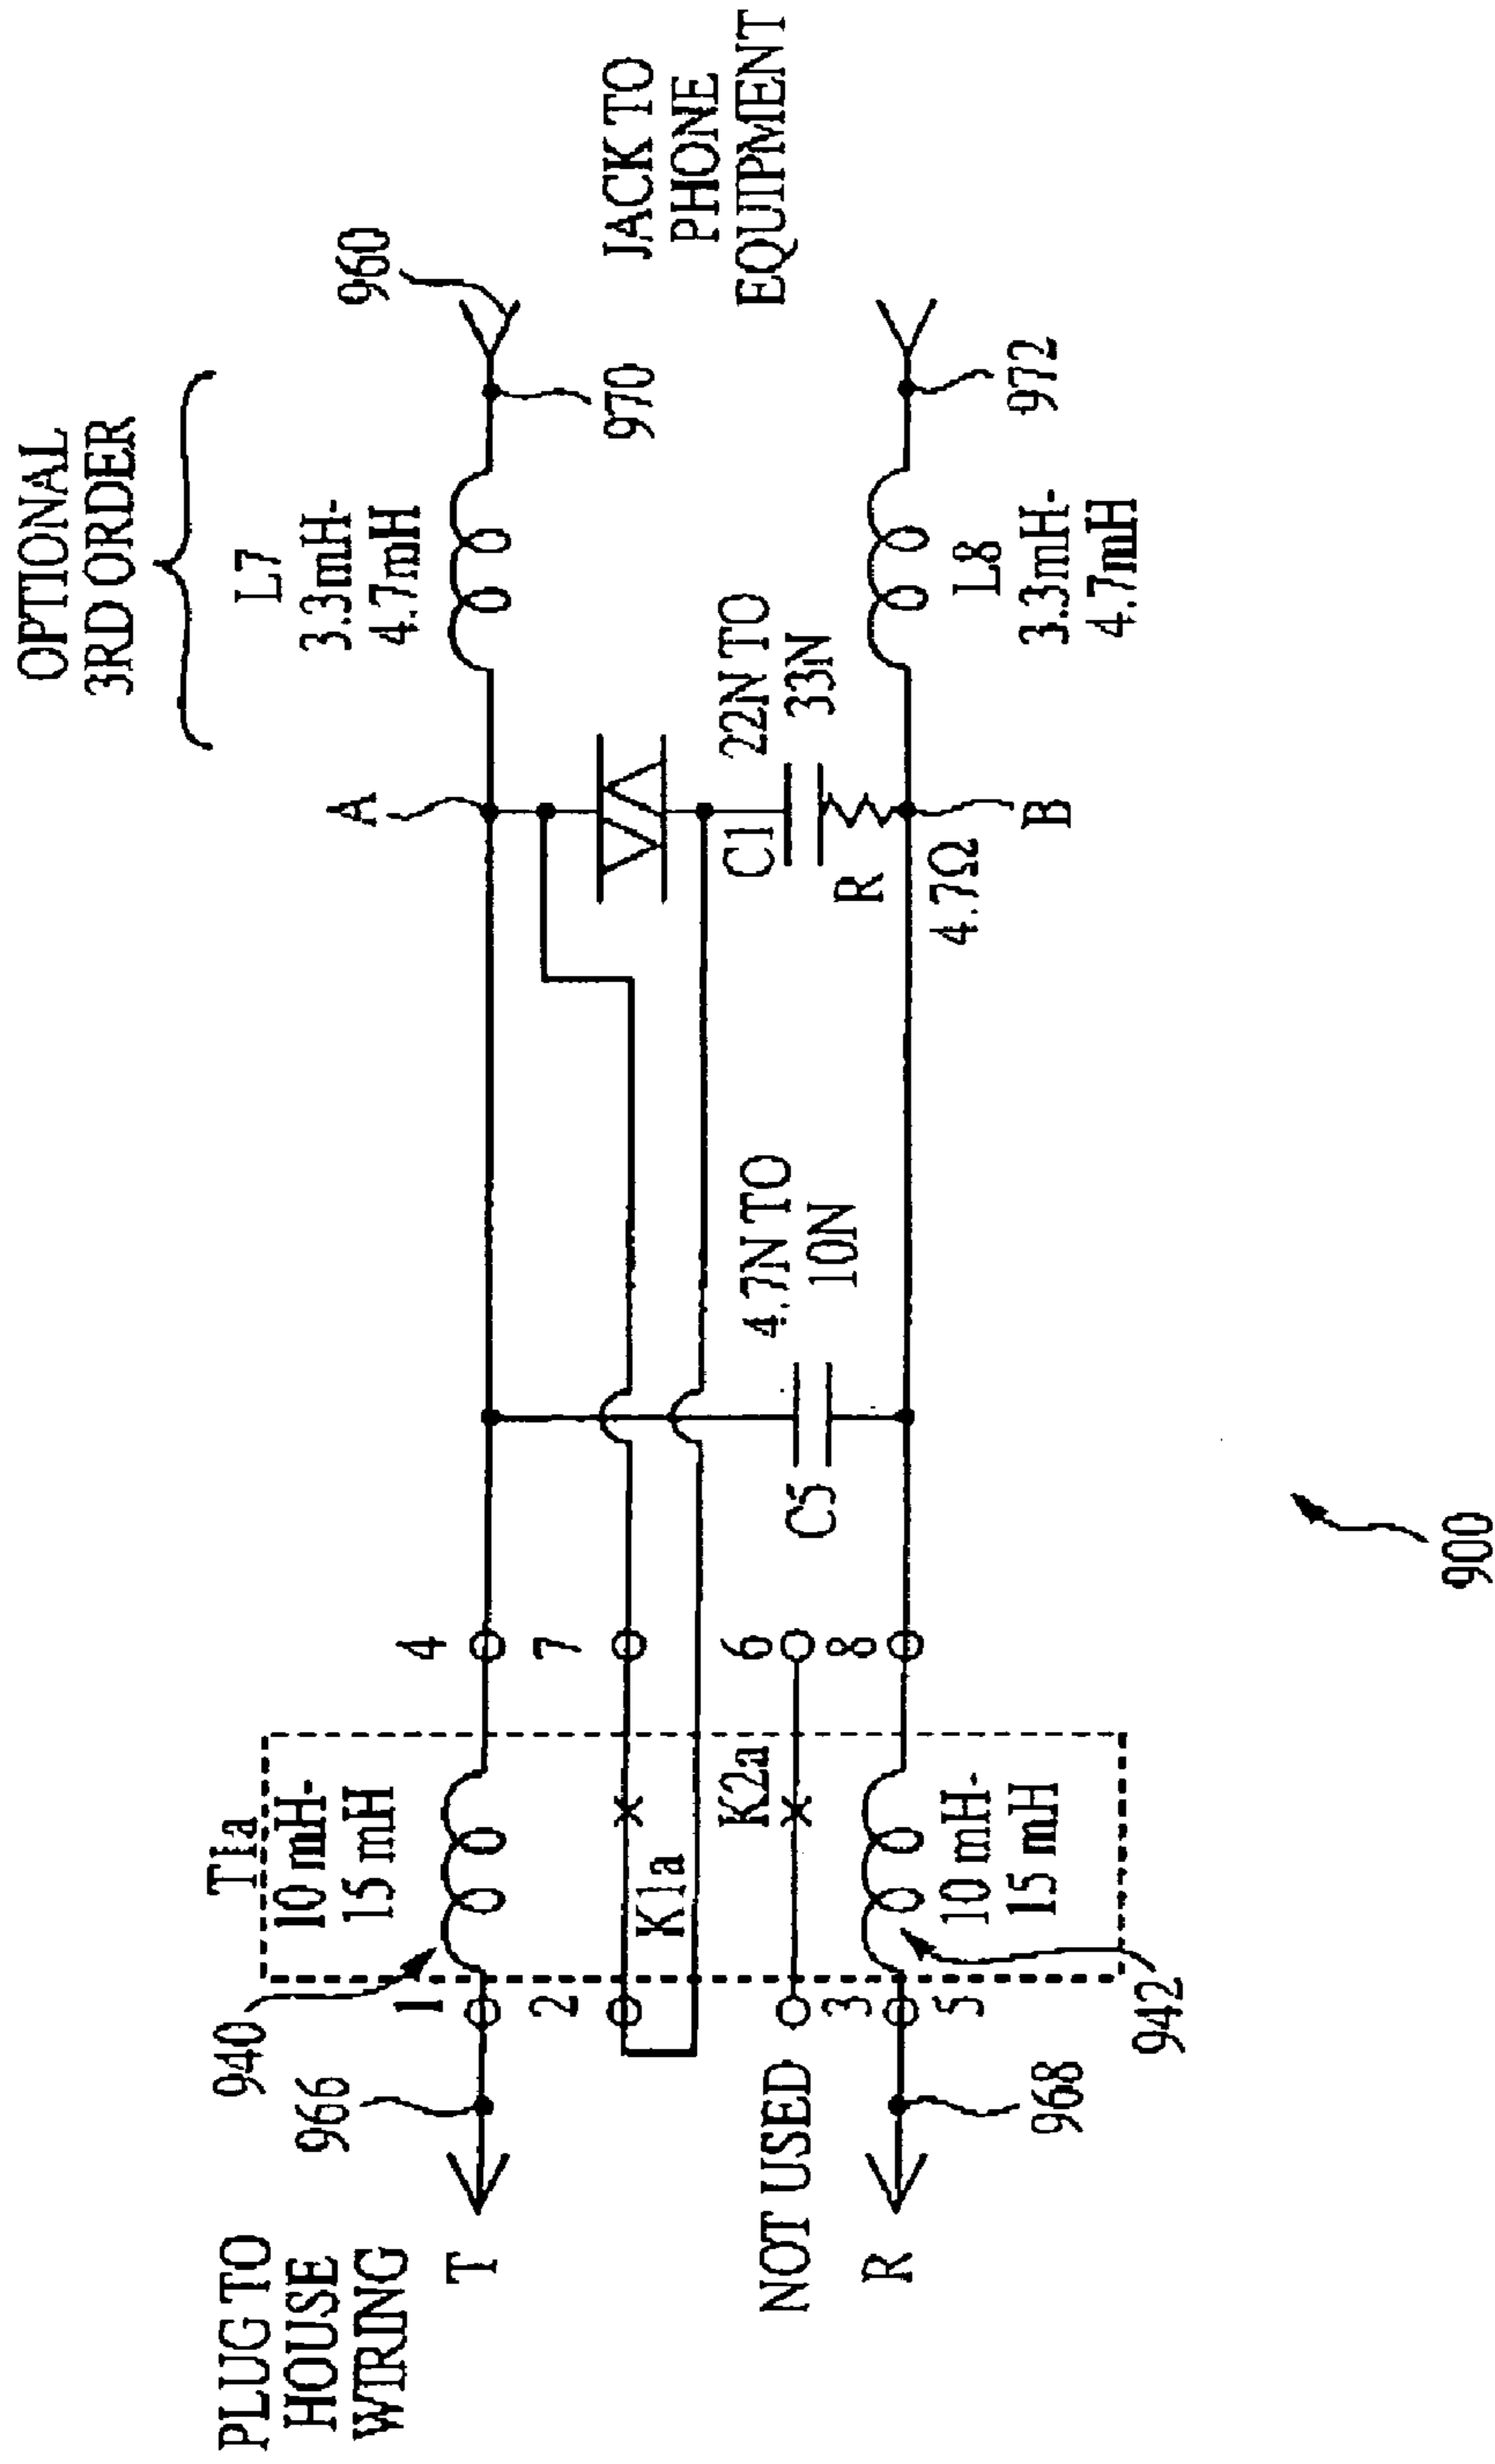 OPTIONAL
3RD ORDER
PLUG TO
HOUSE
WIRING
T
966
940
1
T1a
10 mH-
15 mH
4
A
L7
3.3mH-
4.7mH
960
970
JACK TO
PHONE
EQUIPMENT
2
K1a
7
NOT USED
K2a
6
3
8
C5
4.7N TO
10N
C1
22N TO
33N
R
4.7Ω
B
R
968
5
942
10 mH-
15 mH
L8
3.3mH-
4.7mH
972
900